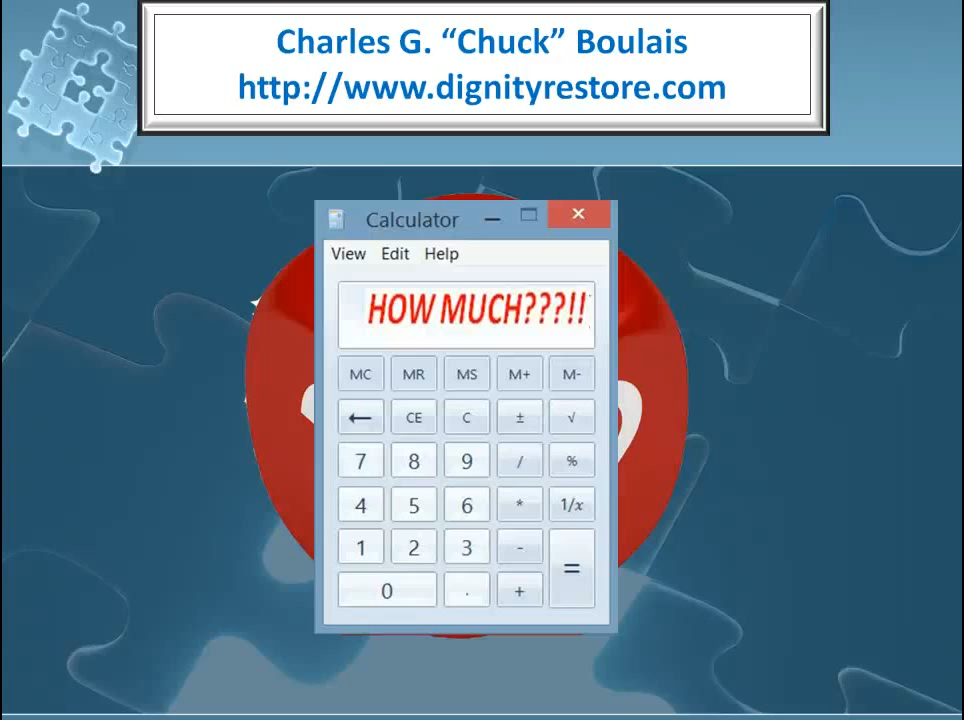 Charles G. “Chuck” Boulais
http://www.dignityrestore.com
Calculator
View Edit Help
HOW MUCH???!!
MC MR MS M+ M-
← CE C ± √
7 8 9 / %
4 5 6 * 1/x
1 2 3 - =
0 . +